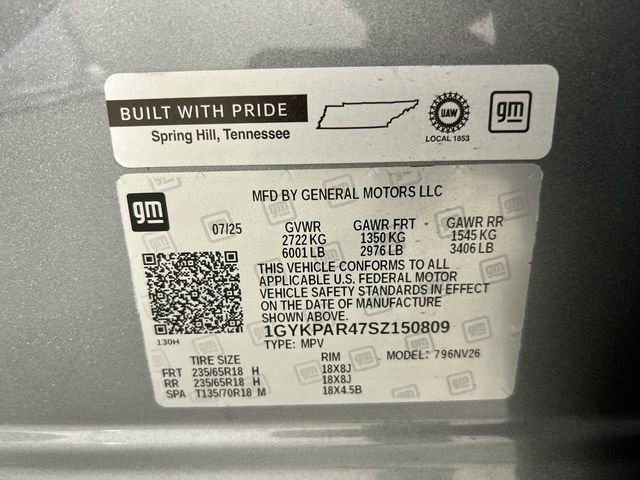 BUILT WITH PRIDE
Spring Hill, Tennessee
UAW
LOCAL 1853
gm
gm
MFD BY GENERAL MOTORS LLC
07/25 GVWR GAWR FRT GAWR RR
2722 KG 1350 KG 1545 KG
6001 LB 2976 LB 3406 LB
THIS VEHICLE CONFORMS TO ALL
APPLICABLE U.S. FEDERAL MOTOR
VEHICLE SAFETY STANDARDS IN EFFECT
ON THE DATE OF MANUFACTURE
SHOWN ABOVE.
1GYKPAR47SZ150809
130H
TYPE: MPV MODEL: 796NV26
TIRE SIZE RIM
FRT 235/65R18 H 18X8J
RR 235/65R18 H 18X8J
SPA T135/70R18 M 18X4.5B